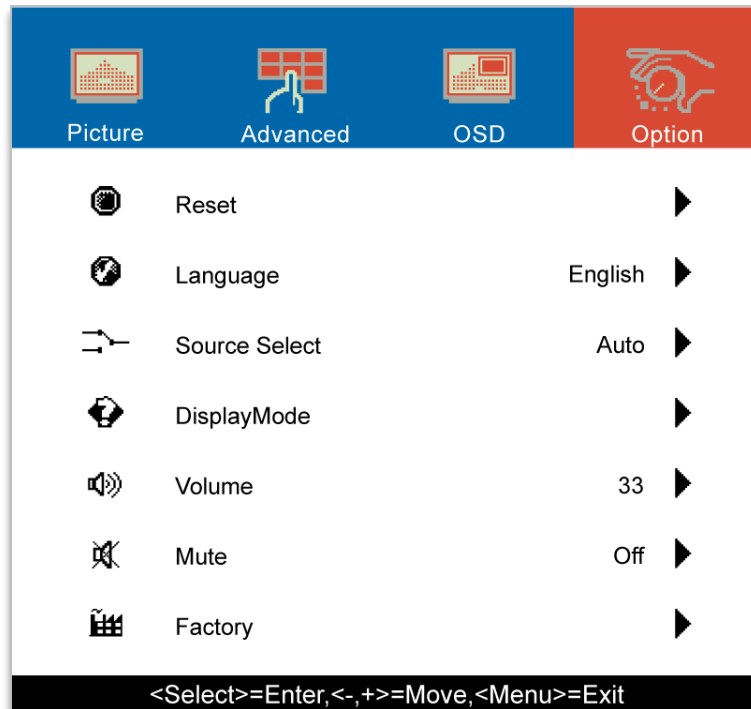 Picture Advanced OSD Option
Reset
Language English
Source Select Auto
DisplayMode
Volume 33
Mute Off
Factory
<Select>=Enter,<-,+>=Move,<Menu>=Exit